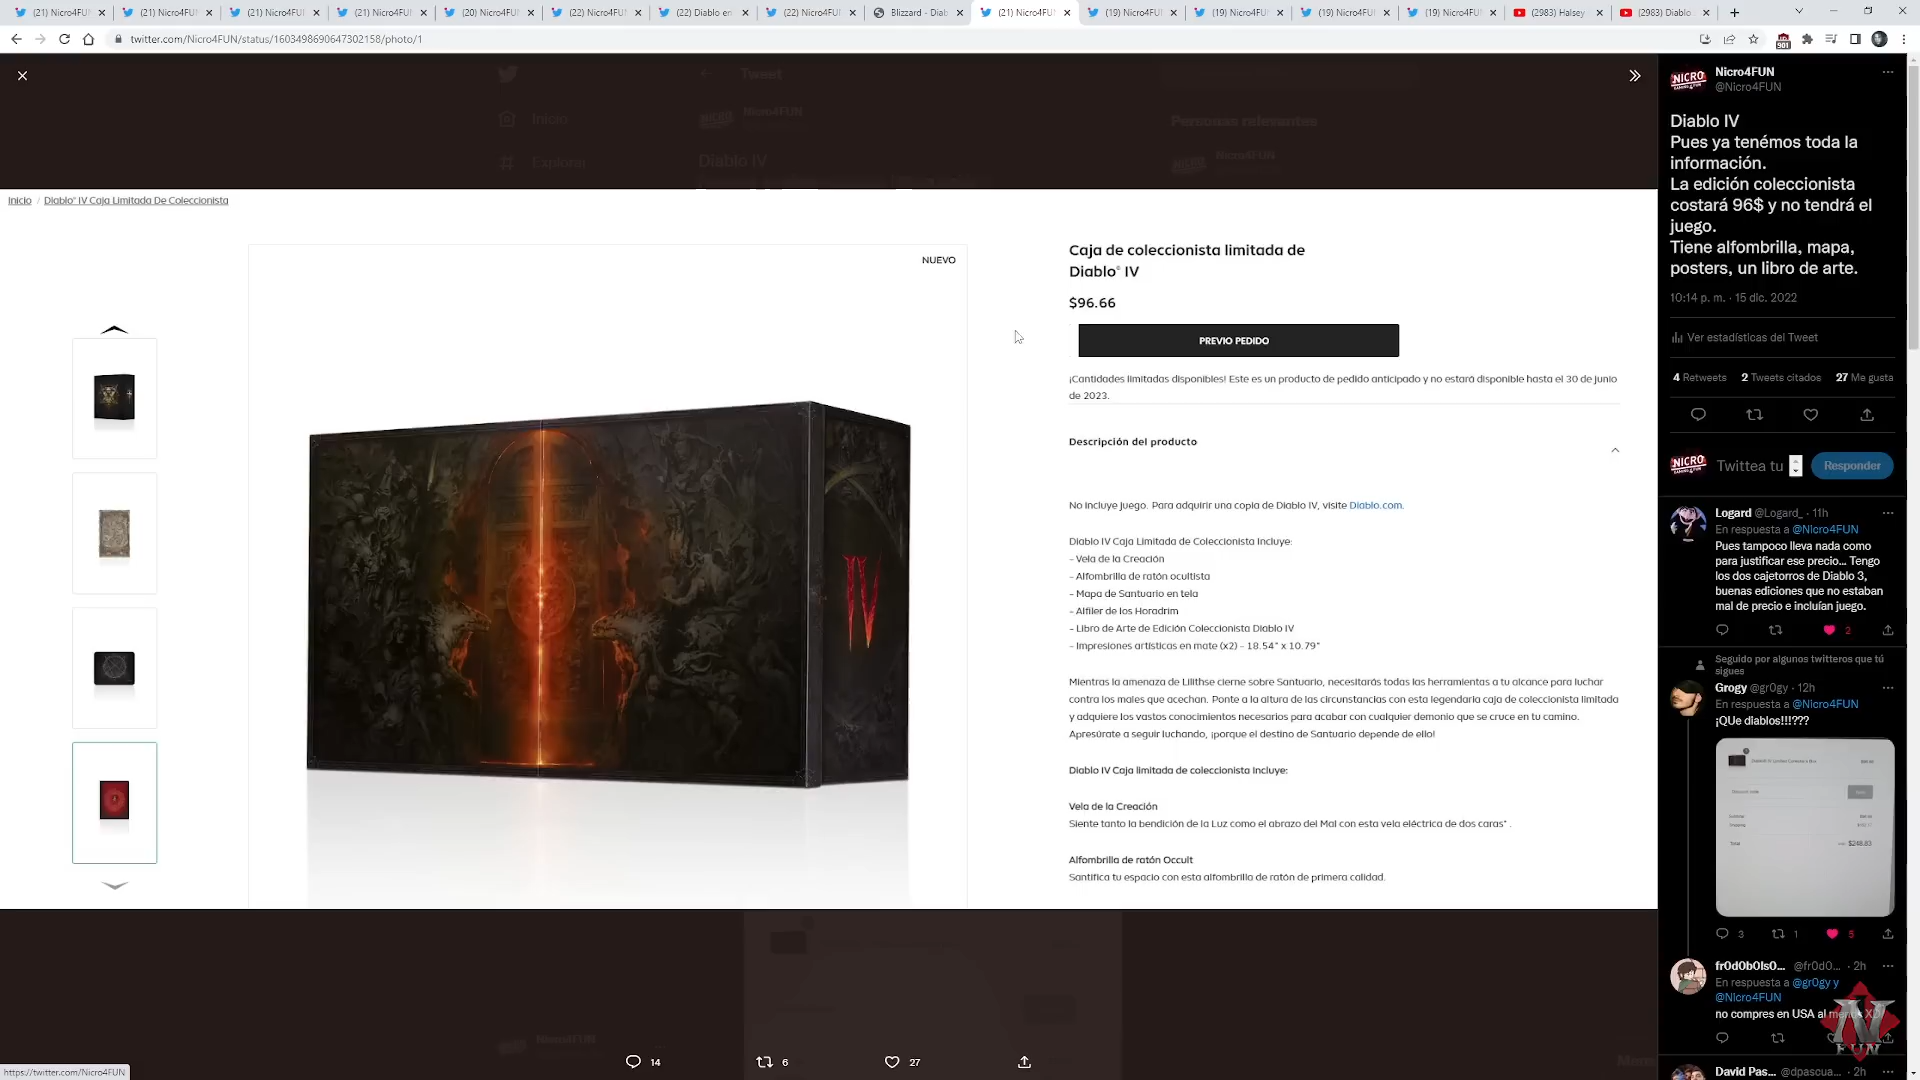 (21) Nicro4FUN
(21) Nicro4FUN
(21) Nicro4FUN
(21) Nicro4FUN
(20) Nicro4FUN
(22) Nicro4FUN
(22) Diablo en
(22) Nicro4FUN
Blizzard - Diab
(21) Nicro4FUN
(19) Nicro4FUN
(19) Nicro4FUN
(19) Nicro4FUN
(19) Nicro4FUN
(2983) Halsey
(2983) Diablo
twitter.com/Nicro4FUN/status/1603498690647302158/photo/1
901
Tweet
Nicro4FUN
Inicio
Explorar
Diablo IV
Personas relevantes
Nicro4FUN
Inicio / Diablo® IV Caja Limitada De Coleccionista
NUEVO
IV
Caja de coleccionista limitada de
Diablo® IV
$96.66
PREVIO PEDIDO
¡Cantidades limitadas disponibles! Este es un producto de pedido anticipado y no estará disponible hasta el 30 de junio
de 2023.
Descripción del producto
No incluye juego. Para adquirir una copia de Diablo IV, visite Diablo.com.
Diablo IV Caja Limitada de Coleccionista Incluye:
- Vela de la Creación
- Alfombrilla de ratón ocultista
- Mapa de Santuario en tela
- Alfiler de los Horadrim
- Libro de Arte de Edición Coleccionista Diablo IV
- Impresiones artísticas en mate (x2) - 18.54" x 10.79"
Mientras la amenaza de Lilithse cierne sobre Santuario, necesitarás todas las herramientas a tu alcance para luchar
contra los males que acechan. Ponte a la altura de las circunstancias con esta legendaria caja de coleccionista limitada
y adquiere los vastos conocimientos necesarios para acabar con cualquier demonio que se cruce en tu camino.
Apresúrate a seguir luchando, ¡porque el destino de Santuario depende de ello!
Diablo IV Caja limitada de coleccionista incluye:
Vela de la Creación
Siente tanto la bendición de la Luz como el abrazo del Mal con esta vela eléctrica de dos caras* .
Alfombrilla de ratón Occult
Santifica tu espacio con esta alfombrilla de ratón de primera calidad.
14
6
27
https://twitter.com/Nicro4FUN
NICRO
Nicro4FUN
@Nicro4FUN
Diablo IV
Pues ya tenémos toda la
información.
La edición coleccionista
costará 96$ y no tendrá el
juego.
Tiene alfombrilla, mapa,
posters, un libro de arte.
10:14 p. m. · 15 dic. 2022
Ver estadísticas del Tweet
4 Retweets 2 Tweets citados 27 Me gusta
NICRO
Twittea tu
Responder
Logard @Logard_ · 11h
En respuesta a @Nicro4FUN
Pues tampoco lleva nada como
para justificar ese precio... Tengo
los dos cajetorros de Diablo 3,
buenas ediciones que no estaban
mal de precio e incluían juego.
2
Seguido por algunos twitteros que tú
sigues
Grogy @gr0gy · 12h
En respuesta a @Nicro4FUN
¡QUe diablos!!!???
Total
$248.83
3
1
5
fr0d0b0ls0... @fr0d0... · 2h
En respuesta a @gr0gy y
@Nicro4FUN
no compres en USA al menos XD
FUN
David Pas... @dpascua... · 2h